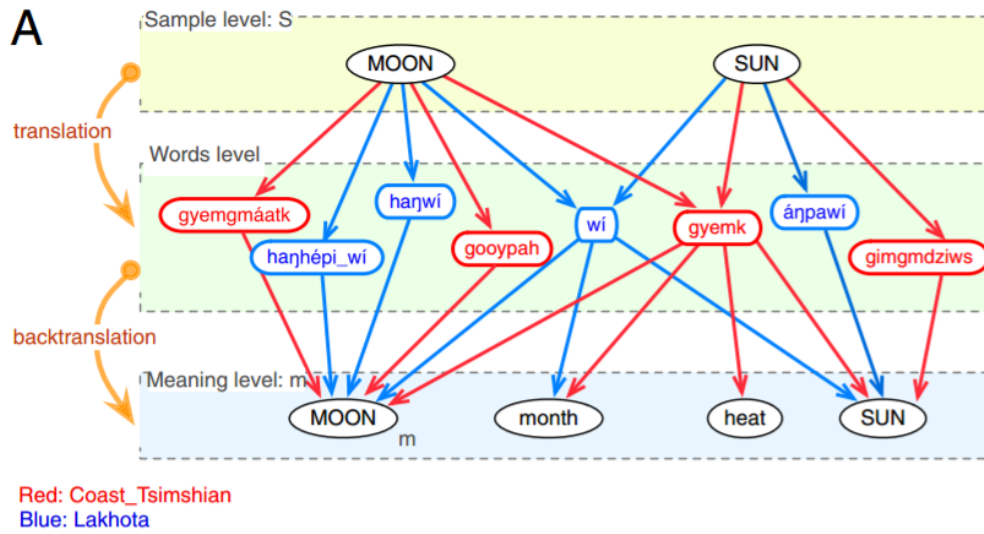 A
Sample level: S
MOON
SUN
translation
Words level
gyemgmáatk
haŋhépi_wí
haŋwí
gooypah
wí
gyemk
áŋpawí
gimgmdziws
backtranslation
Meaning level: m
MOON
month
heat
SUN
m
Red: Coast_Tsimshian
Blue: Lakhota